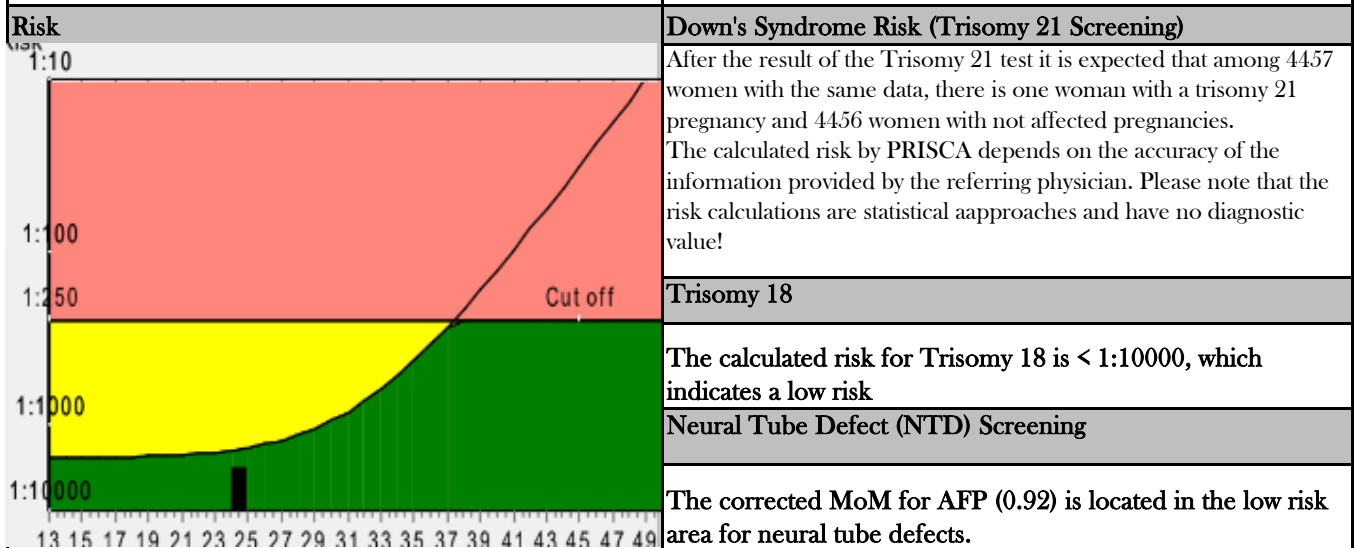 Risk
Risk
1:10
1:100
1:250
Cut off
1:1000
1:10000
13 15 17 19 21 23 25 27 29 31 33 35 37 39 41 43 45 47 49
Down's Syndrome Risk (Trisomy 21 Screening)
After the result of the Trisomy 21 test it is expected that among 4457
women with the same data, there is one woman with a trisomy 21
pregnancy and 4456 women with not affected pregnancies.
The calculated risk by PRISCA depends on the accuracy of the
information provided by the referring physician. Please note that the
risk calculations are statistical aapproaches and have no diagnostic
value!
Trisomy 18
The calculated risk for Trisomy 18 is < 1:10000, which
indicates a low risk
Neural Tube Defect (NTD) Screening
The corrected MoM for AFP (0.92) is located in the low risk
area for neural tube defects.